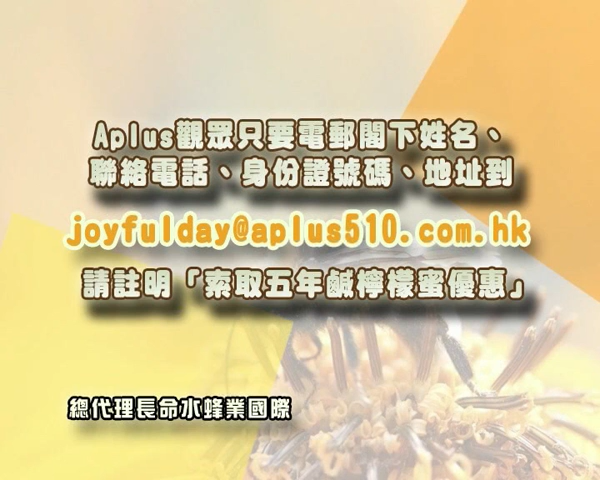 Aplus觀眾只要電郵閣下姓名、
聯絡電話、身份證號碼、地址到
joyfulday@aplus510.com.hk
請註明「索取五年鹹檸檬蜜優惠」
總代理長命水蜂業國際